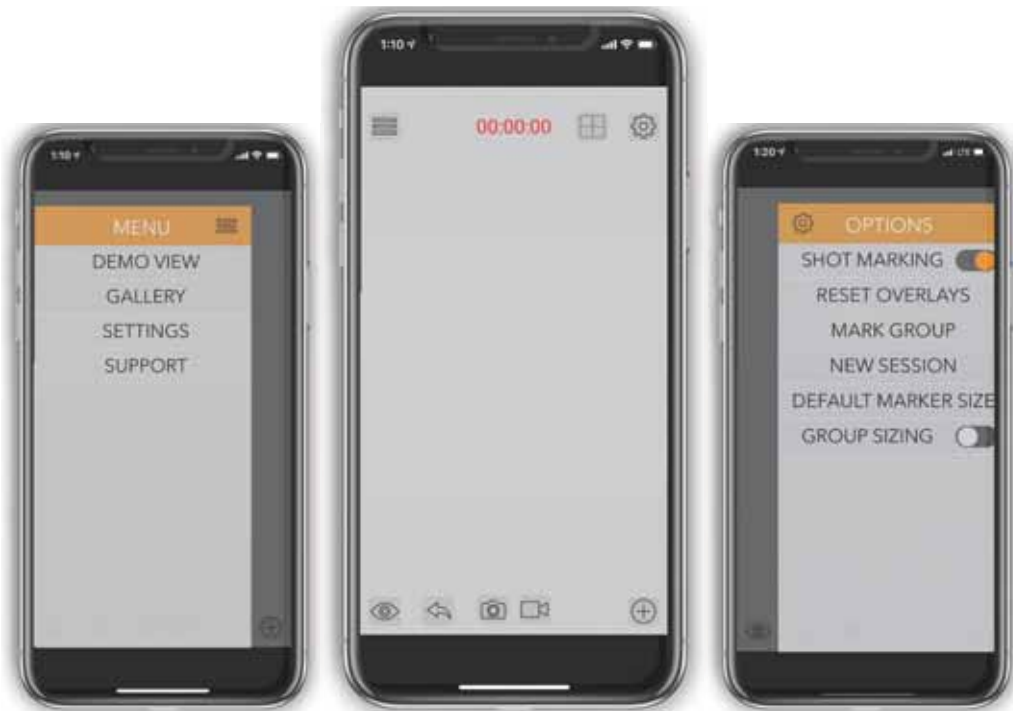 1:10
MENU
DEMO VIEW
GALLERY
SETTINGS
SUPPORT
1:10
00:00:00
1:20
LTE
OPTIONS
SHOT MARKING
RESET OVERLAYS
MARK GROUP
NEW SESSION
DEFAULT MARKER SIZE
GROUP SIZING